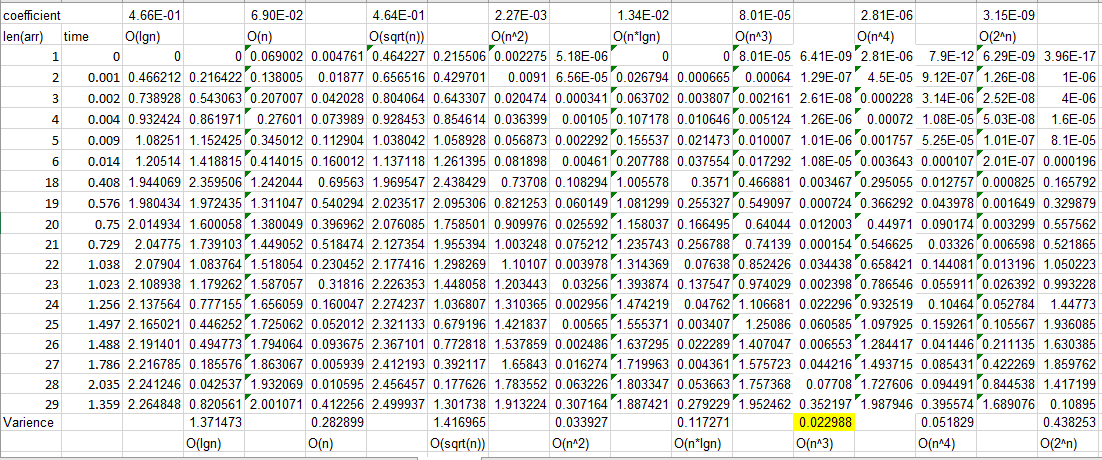 coefficient 4.66E-01 6.90E-02 4.64E-01 2.27E-03 1.34E-02 8.01E-05 2.81E-06 3.15E-09
len(arr) time O(lgn) O(n) O(sqrt(n)) O(n^2) O(n*lgn) O(n^3) O(n^4) O(2^n)
1 0 0 0 0.069002 0.004761 0.464227 0.215506 0.002275 5.18E-06 0 0 8.01E-05 6.41E-09 2.81E-06 7.9E-12 6.29E-09 3.96E-17
2 0.001 0.466212 0.216422 0.138005 0.01877 0.656516 0.429701 0.0091 6.56E-05 0.026794 0.000665 0.00064 1.29E-07 4.5E-05 9.12E-07 1.26E-08 1E-06
3 0.002 0.738928 0.543063 0.207007 0.042028 0.804064 0.643307 0.020474 0.000341 0.063702 0.003807 0.002161 2.61E-08 0.000228 3.14E-06 2.52E-08 4E-06
4 0.004 0.932424 0.861971 0.27601 0.073989 0.928453 0.854614 0.036399 0.00105 0.107178 0.010646 0.005124 1.26E-06 0.00072 1.08E-05 5.03E-08 1.6E-05
5 0.009 1.08251 1.152425 0.345012 0.112904 1.038042 1.058928 0.056873 0.002292 0.155537 0.021473 0.010007 1.01E-06 0.001757 5.25E-05 1.01E-07 8.1E-05
6 0.014 1.20514 1.418815 0.414015 0.160012 1.137118 1.261395 0.081898 0.00461 0.207788 0.037554 0.017292 1.08E-05 0.003643 0.000107 2.01E-07 0.000196
18 0.408 1.944069 2.359506 1.242044 0.69563 1.969547 2.438429 0.73708 0.108294 1.005578 0.3571 0.466881 0.003467 0.295055 0.012757 0.000825 0.165792
19 0.576 1.980434 1.972435 1.311047 0.540294 2.023517 2.095306 0.821253 0.060149 1.081299 0.255327 0.549097 0.000724 0.366292 0.043978 0.001649 0.329879
20 0.75 2.014934 1.600058 1.380049 0.396962 2.076085 1.758501 0.909976 0.025592 1.158037 0.166495 0.64044 0.012003 0.44971 0.090174 0.003299 0.557562
21 0.729 2.04775 1.739103 1.449052 0.518474 2.127354 1.955394 1.003248 0.075212 1.235743 0.256788 0.74139 0.000154 0.546625 0.03326 0.006598 0.521865
22 1.038 2.07904 1.083764 1.518054 0.230452 2.177416 1.298269 1.10107 0.003978 1.314369 0.07638 0.852426 0.034438 0.658421 0.144081 0.013196 1.050223
23 1.023 2.108938 1.179262 1.587057 0.31816 2.226353 1.448058 1.203443 0.03256 1.393874 0.137547 0.974029 0.002398 0.786546 0.055911 0.026392 0.993228
24 1.256 2.137564 0.777155 1.656059 0.160047 2.274237 1.036807 1.310365 0.002956 1.474219 0.04762 1.106681 0.022296 0.932519 0.10464 0.052784 1.44773
25 1.497 2.165021 0.446252 1.725062 0.052012 2.321133 0.679196 1.421837 0.00565 1.555371 0.003407 1.25086 0.060585 1.097925 0.159261 0.105567 1.936085
26 1.488 2.191401 0.494773 1.794064 0.093675 2.367101 0.772818 1.537859 0.002486 1.637295 0.022289 1.407047 0.006553 1.284417 0.041446 0.211135 1.630385
27 1.786 2.216785 0.185576 1.863067 0.005939 2.412193 0.392117 1.65843 0.016274 1.719963 0.004361 1.575723 0.044216 1.493715 0.085431 0.422269 1.859762
28 2.035 2.241246 0.042537 1.932069 0.010595 2.456457 0.177626 1.783552 0.063226 1.803347 0.053663 1.757368 0.07708 1.727606 0.094491 0.844538 1.417199
29 1.359 2.264848 0.820561 2.001071 0.412256 2.499937 1.301738 1.913224 0.307164 1.887421 0.279229 1.952462 0.352197 1.987946 0.395574 1.689076 0.10895
Varience 1.371473 0.282899 1.416965 0.033927 0.117271 0.022988 0.051829 0.438253
O(lgn) O(n) O(sqrt(n)) O(n^2) O(n*lgn) O(n^3) O(n^4) O(2^n)